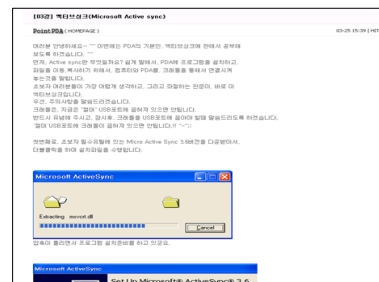 [03강] 액티브싱크(Microsoft Active sync)
PointPDA ( HOMEPAGE )
03-25 15:39 | HIT
여러분 안녕하세요~ ^^ 이번에는 PDA의 기본인, 액티브싱크에 관해서 공부해
보도록 하겠습니다. ^^
먼저, Active sync란 무엇일까요? 쉽게 말해서, PDA에 프로그램을 설치하고,
파일을 이동,복사하기 위해서, 컴퓨터와 PDA를, 크래들을 통해서 연결시켜
놓는것을 말합니다.
초보자 여러분들이 가장 어렵게 생각하고, 그리고 좌절하는 관문이, 바로 이
액티브싱크입니다.
우선, 주의사항을 말씀드리겠습니다.
크래들은, 지금은 "절대" USB포트에 꼽혀져 있으면 안됩니다.
반드시 유념해 주시고, 잠시후, 크래들을 USB포트에 꼽아야 할때 말씀드리도록 하겠습니다.
"절대" USB포트에 크래들이 꼽혀져 있으면 안됩니다.!! ^-^;;
첫번째로, 초보자 필수유틸에 있는 Micro Active Sync 3.6버전을 다운받아서,
더블클릭을 하여 설치파일을 수행합니다.
Microsoft ActiveSync
Extracting msvcrt.dll
Cancel
압축이 풀리면서 프로그램 설치준비를 하고 있군요.
Microsoft ActiveSync
Set Up Microsoft® ActiveSync® 3.6